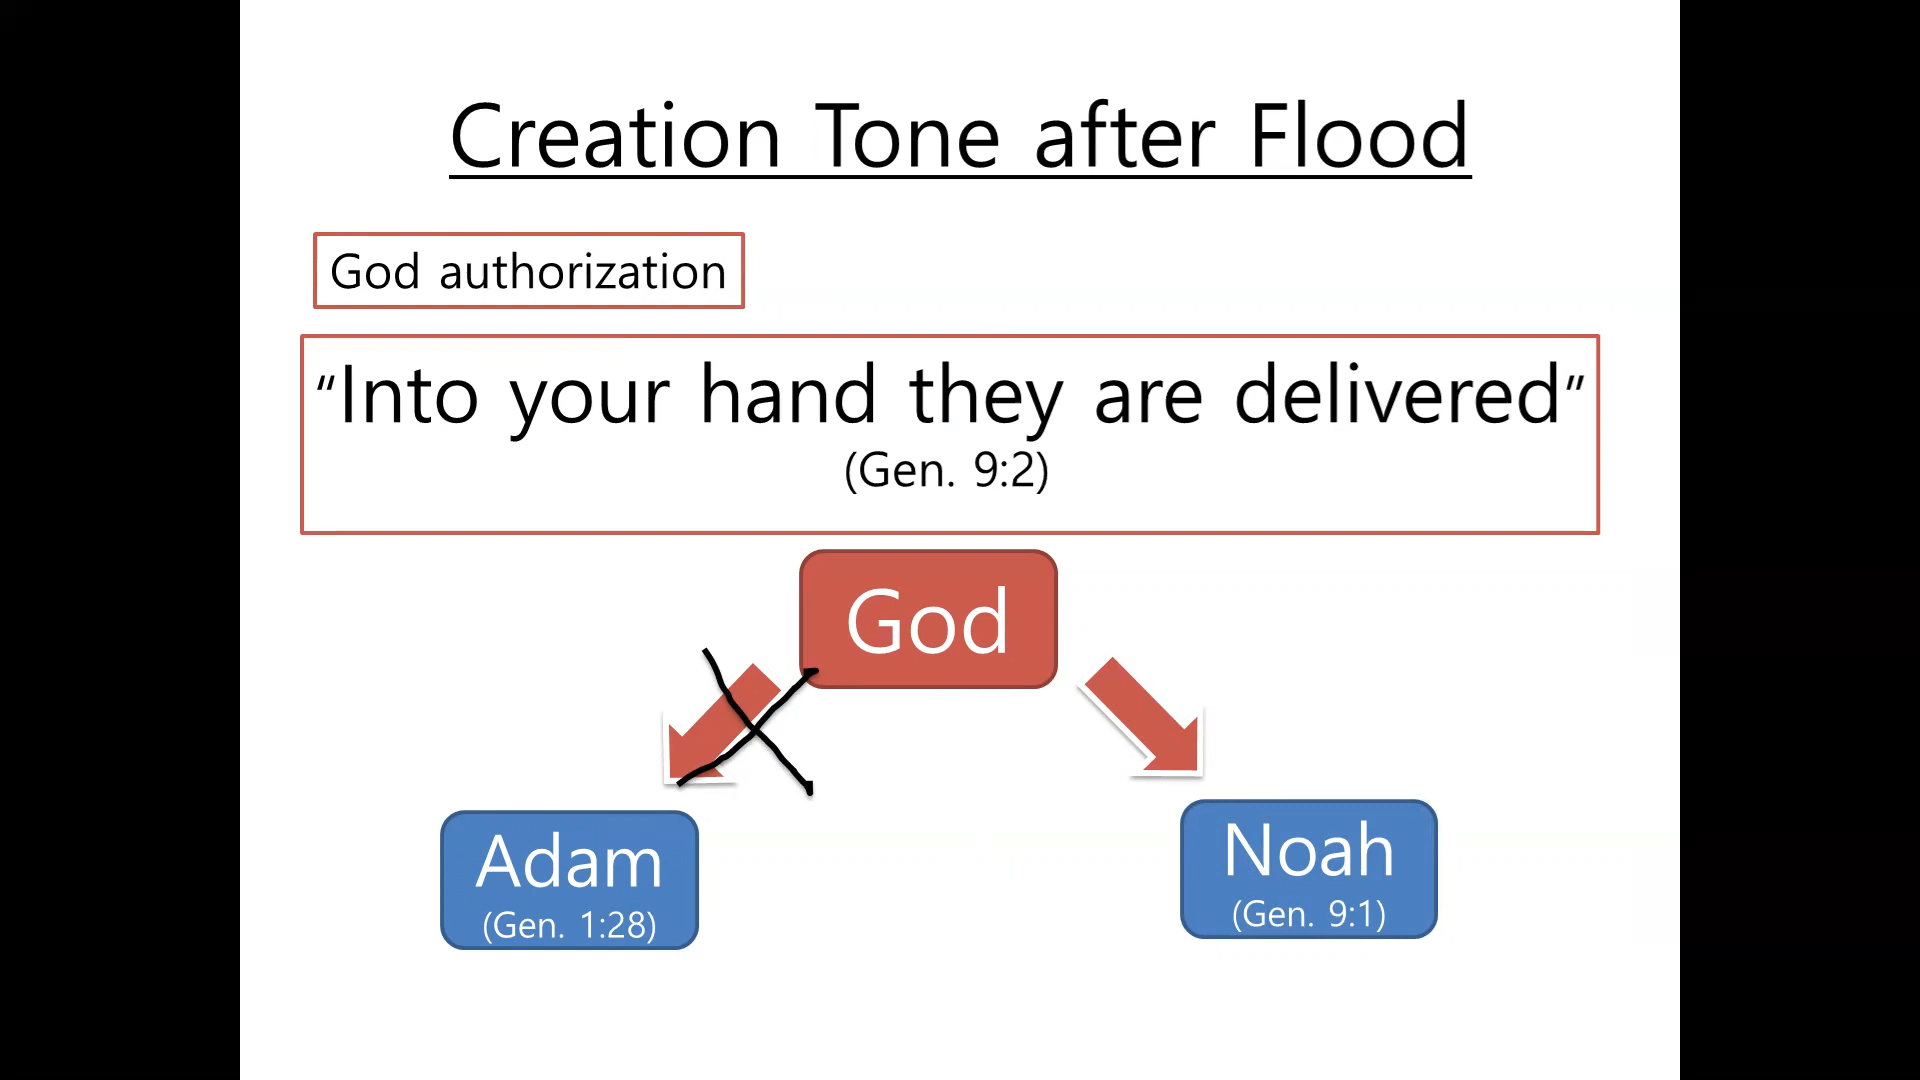 Creation Tone after Flood
God authorization
“Into your hand they are delivered”
(Gen. 9:2)
God
Adam
(Gen. 1:28)
Noah
(Gen. 9:1)